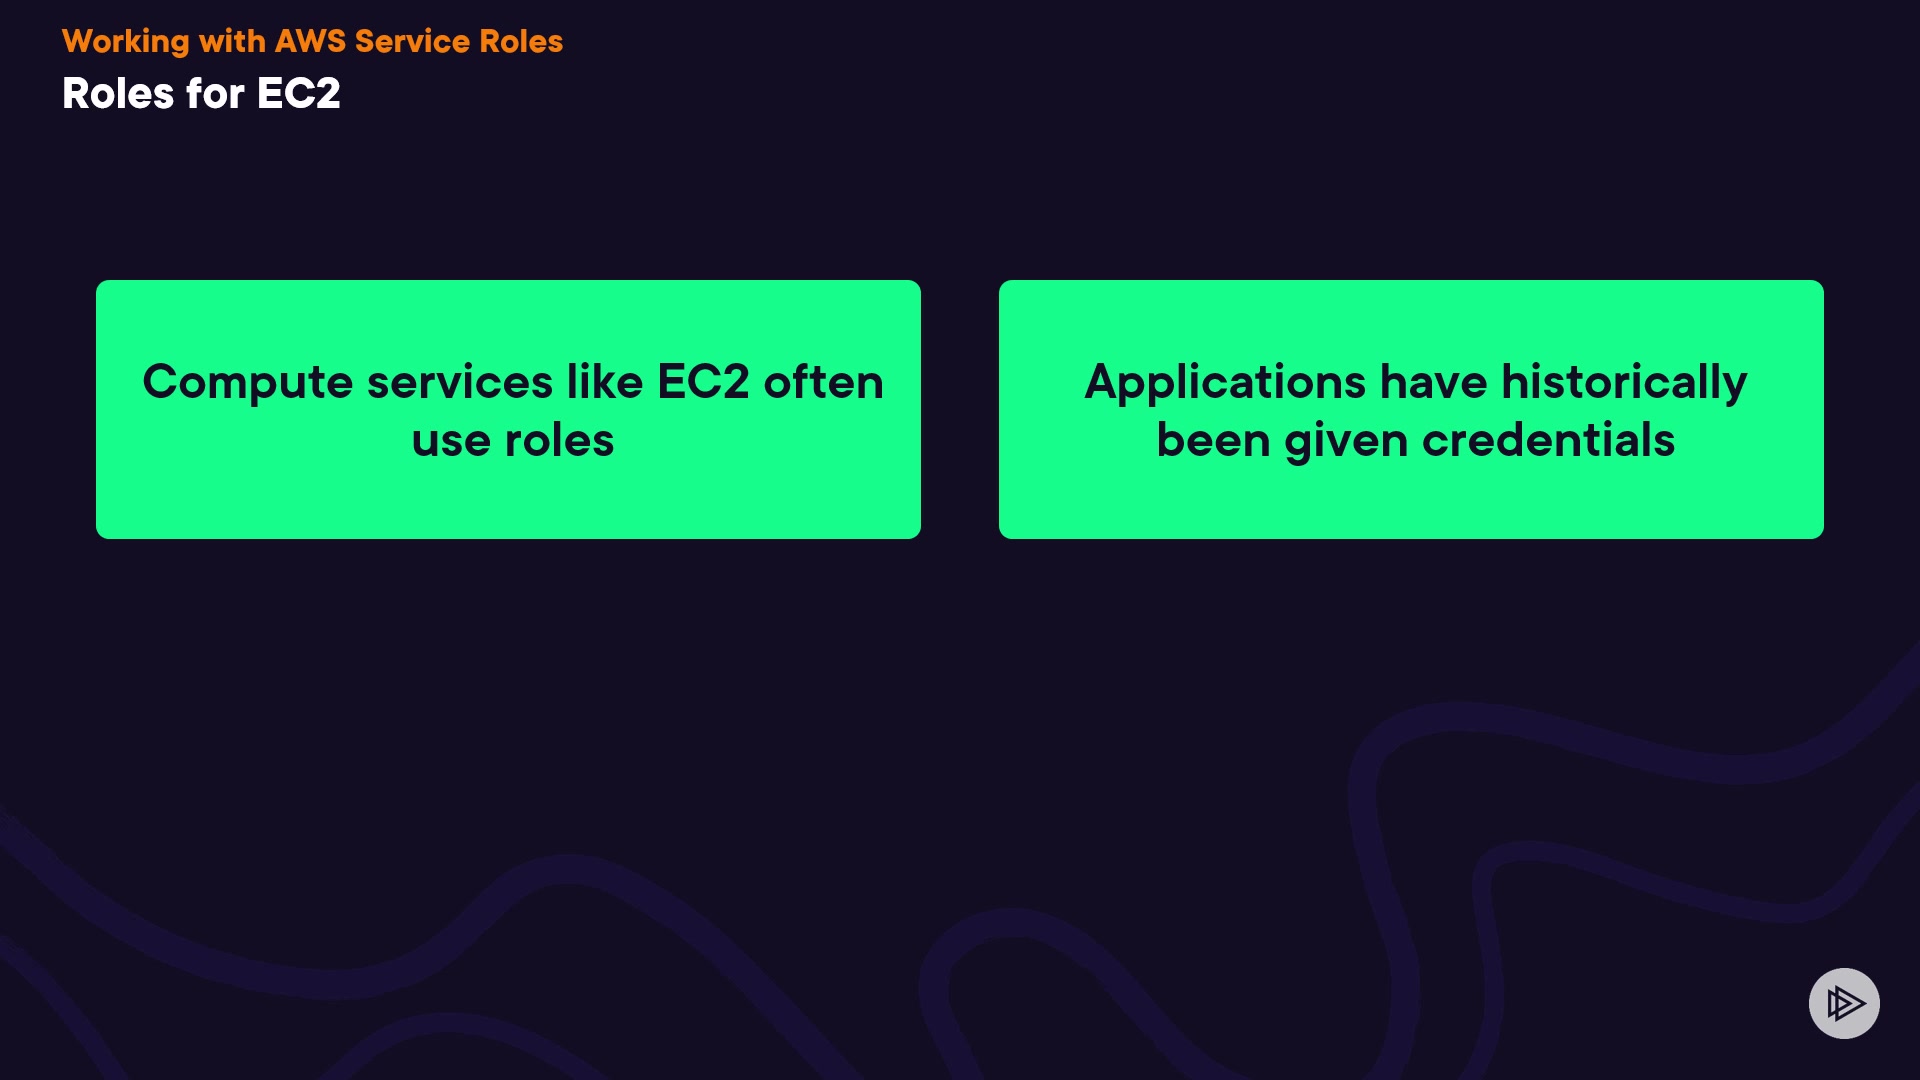 Working with AWS Service Roles
Roles for EC2
Compute services like EC2 often
use roles
Applications have historically
been given credentials